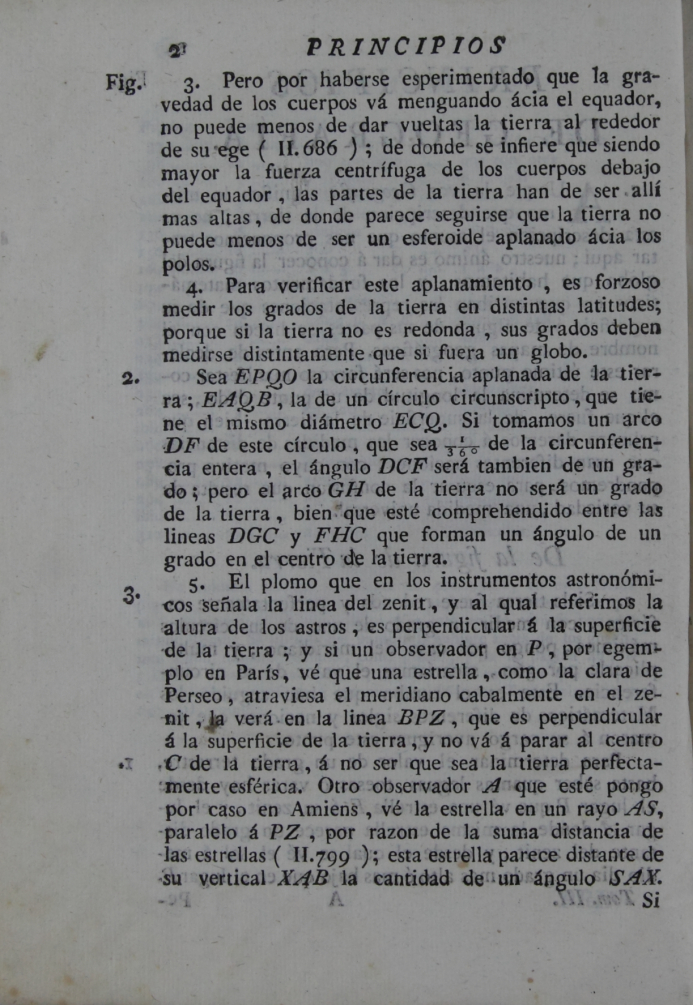 2 PRINCIPIOS
Fig. 3. Pero por haberse esperimentado que la gra-
vedad de los cuerpos vá menguando ácia el equador,
no puede menos de dar vueltas la tierra al rededor
de su ege ( II.686 ) ; de donde se infiere que siendo
mayor la fuerza centrífuga de los cuerpos debajo
del equador , las partes de la tierra han de ser allí
mas altas , de donde parece seguirse que la tierra no
puede menos de ser un esferoide aplanado ácia los
polos.
4. Para verificar este aplanamiento , es forzoso
medir los grados de la tierra en distintas latitudes;
porque si la tierra no es redonda , sus grados deben
medirse distintamente que si fuera un globo.
2. Sea EPQO la circunferencia aplanada de la tier-
ra ; EAQB , la de un círculo circunscripto , que tie-
ne el mismo diámetro ECQ. Si tomamos un arco
DF de este círculo , que sea 1/360 de la circunferen-
cia entera , el ángulo DCF será tambien de un gra-
do ; pero el arco GH de la tierra no será un grado
de la tierra , bien que esté comprehendido entre las
lineas DGC y FHC que forman un ángulo de un
grado en el centro de la tierra.
3. 5. El plomo que en los instrumentos astronómi-
cos señala la linea del zenit , y al qual referimos la
altura de los astros , es perpendicular á la superficie
de la tierra ; y si un observador en P , por egem-
plo en París , vé que una estrella , como la clara de
Perseo , atraviesa el meridiano cabalmente en el ze-
nit , la verá en la linea BPZ , que es perpendicular
á la superficie de la tierra , y no vá á parar al centro
C de la tierra , á no ser que sea la tierra perfecta-
mente esférica. Otro observador A que esté pongo
por caso en Amiens , vé la estrella en un rayo AS,
paralelo á PZ , por razon de la suma distancia de
las estrellas ( II.799 ) ; esta estrella parece distante de
su vertical XAB la cantidad de un ángulo SAX.
Si